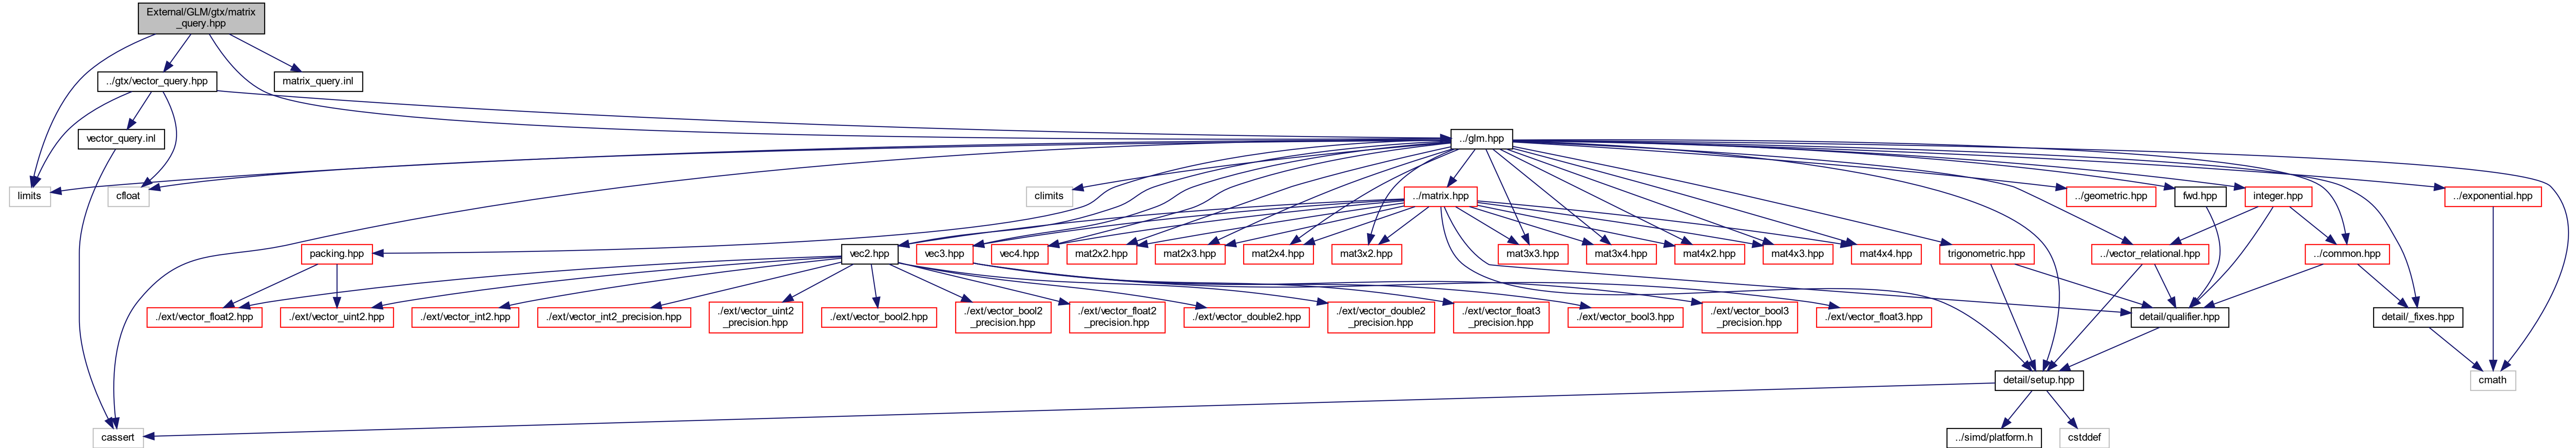 External/GLM/gtx/matrix
_query.hpp
../gtx/vector_query.hpp
matrix_query.inl
vector_query.inl
../glm.hpp
limits
cfloat
climits
../matrix.hpp
../geometric.hpp
fwd.hpp
integer.hpp
../exponential.hpp
packing.hpp
vec2.hpp
vec3.hpp
vec4.hpp
mat2x2.hpp
mat2x3.hpp
mat2x4.hpp
mat3x2.hpp
mat3x3.hpp
mat3x4.hpp
mat4x2.hpp
mat4x3.hpp
mat4x4.hpp
trigonometric.hpp
../vector_relational.hpp
../common.hpp
./ext/vector_float2.hpp
./ext/vector_uint2.hpp
./ext/vector_int2.hpp
./ext/vector_int2_precision.hpp
./ext/vector_uint2
_precision.hpp
./ext/vector_bool2.hpp
./ext/vector_bool2
_precision.hpp
./ext/vector_float2
_precision.hpp
./ext/vector_double2.hpp
./ext/vector_double2
_precision.hpp
./ext/vector_float3
_precision.hpp
./ext/vector_bool3.hpp
./ext/vector_bool3
_precision.hpp
./ext/vector_float3.hpp
detail/qualifier.hpp
detail/_fixes.hpp
detail/setup.hpp
cmath
cassert
../simd/platform.h
cstddef